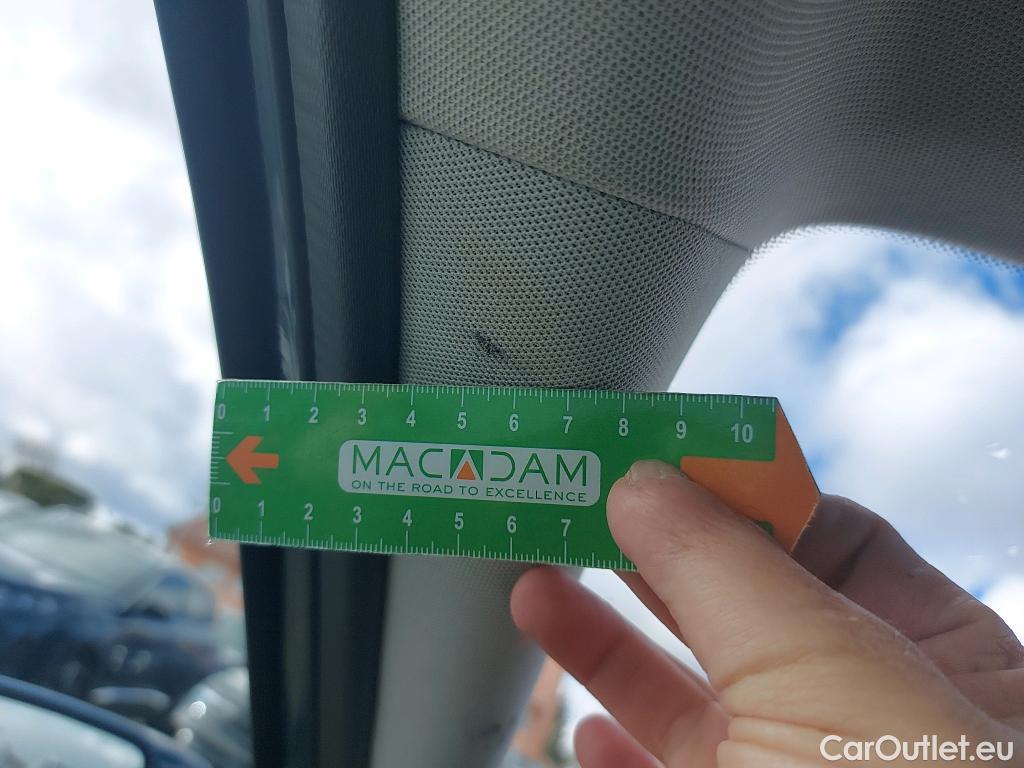 0 1 2 3 4 5 6 7 8 9 10
MACADAM
ON THE ROAD TO EXCELLENCE
0 1 2 3 4 5 6 7
CarOutlet.eu